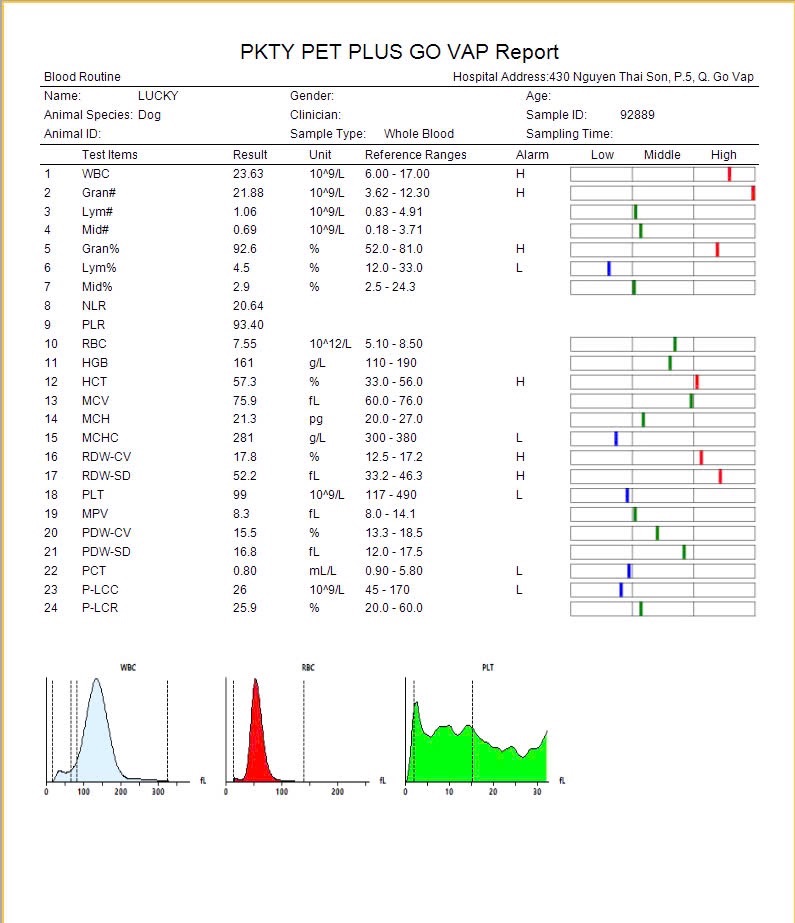 PKTY PET PLUS GO VAP Report
Blood Routine Hospital Address:430 Nguyen Thai Son, P.5, Q. Go Vap
Name: LUCKY Gender: Age:
Animal Species: Dog Clinician: Sample ID: 92889
Animal ID: Sample Type: Whole Blood Sampling Time:
Test Items Result Unit Reference Ranges Alarm Low Middle High
1 WBC 23.63 10^9/L 6.00 - 17.00 H
2 Gran# 21.88 10^9/L 3.62 - 12.30 H
3 Lym# 1.06 10^9/L 0.83 - 4.91
4 Mid# 0.69 10^9/L 0.18 - 3.71
5 Gran% 92.6 % 52.0 - 81.0 H
6 Lym% 4.5 % 12.0 - 33.0 L
7 Mid% 2.9 % 2.5 - 24.3
8 NLR 20.64
9 PLR 93.40
10 RBC 7.55 10^12/L 5.10 - 8.50
11 HGB 161 g/L 110 - 190
12 HCT 57.3 % 33.0 - 56.0 H
13 MCV 75.9 fL 60.0 - 76.0
14 MCH 21.3 pg 20.0 - 27.0
15 MCHC 281 g/L 300 - 380 L
16 RDW-CV 17.8 % 12.5 - 17.2 H
17 RDW-SD 52.2 fL 33.2 - 46.3 H
18 PLT 99 10^9/L 117 - 490 L
19 MPV 8.3 fL 8.0 - 14.1
20 PDW-CV 15.5 % 13.3 - 18.5
21 PDW-SD 16.8 fL 12.0 - 17.5
22 PCT 0.80 mL/L 0.90 - 5.80 L
23 P-LCC 26 10^9/L 45 - 170 L
24 P-LCR 25.9 % 20.0 - 60.0
WBC RBC PLT
fL fL fL
0 100 200 300 0 100 200 0 10 20 30